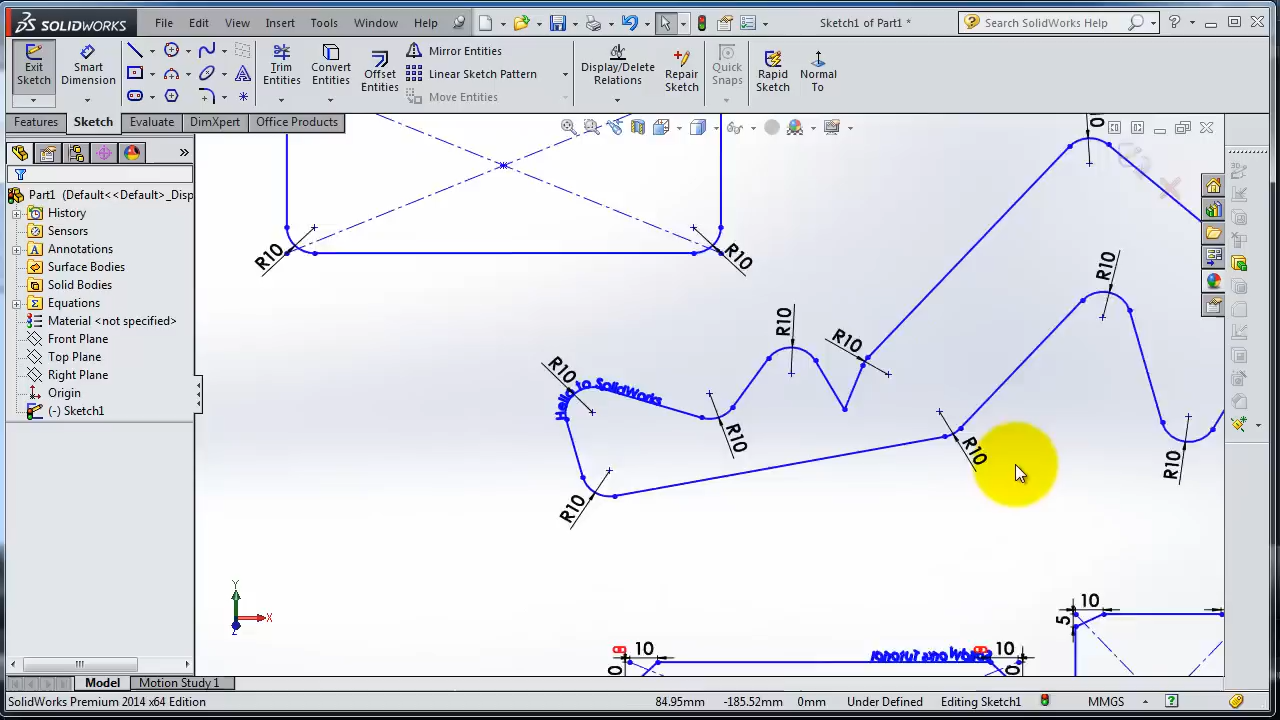 SOLIDWORKS File Edit View Insert Tools Window Help Sketch1 of Part1 * Search SolidWorks Help
Exit Sketch
Smart Dimension
Trim Entities
Convert Entities
Offset Entities
Mirror Entities
Linear Sketch Pattern
Move Entities
Display/Delete Relations
Repair Sketch
Quick Snaps
Rapid Sketch
Normal To
Features Sketch Evaluate DimXpert Office Products
Part1 (Default<<Default>_Disp
History
Sensors
Annotations
Surface Bodies
Solid Bodies
Equations
Material <not specified>
Front Plane
Top Plane
Right Plane
Origin
(-) Sketch1
R10
R10
R10
R10
R10
R10
Hello to SolidWorks
R10
R10
R10
R10
10
10
10
5
0
0
Y
X
Z
Model Motion Study 1
SolidWorks Premium 2014 x64 Edition 84.95mm -185.52mm 0mm Under Defined Editing Sketch1 MMGS